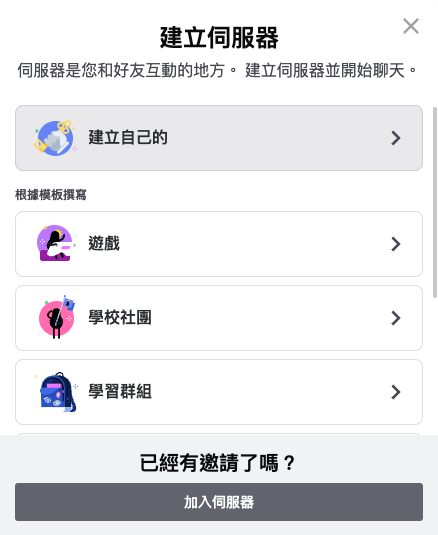 建立伺服器
伺服器是您和好友互動的地方。 建立伺服器並開始聊天。
建立自己的
根據模板撰寫
遊戲
學校社團
學習群組
已經有邀請了嗎？
加入伺服器